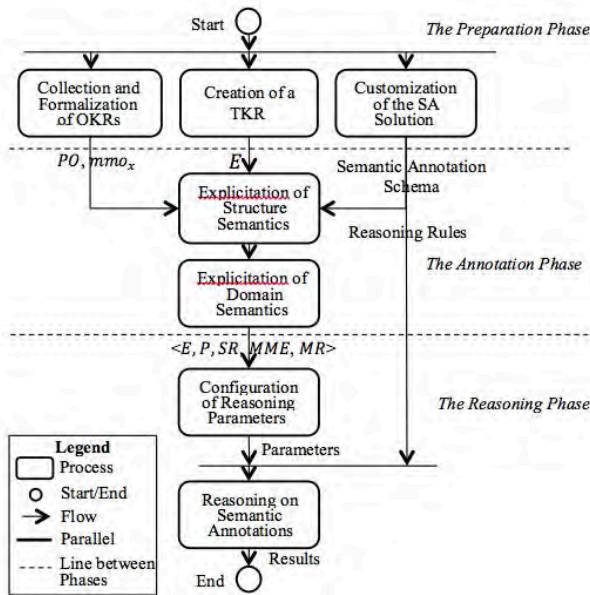 Start
The Preparation Phase
Collection and
Formalization
of OKRs
Creation of a
TKR
Customization
of the SA
Solution
PO, mmoₓ
E
Semantic Annotation
Schema
Explicitation of
Structure
Semantics
Reasoning Rules
Explicitation of
Domain
Semantics
The Annotation Phase
<E, P, SR, MME, MR>
Configuration
of Reasoning
Parameters
The Reasoning Phase
Parameters
Reasoning on
Semantic
Annotations
Results
End
Legend
Process
Start/End
Flow
Parallel
Line between
Phases